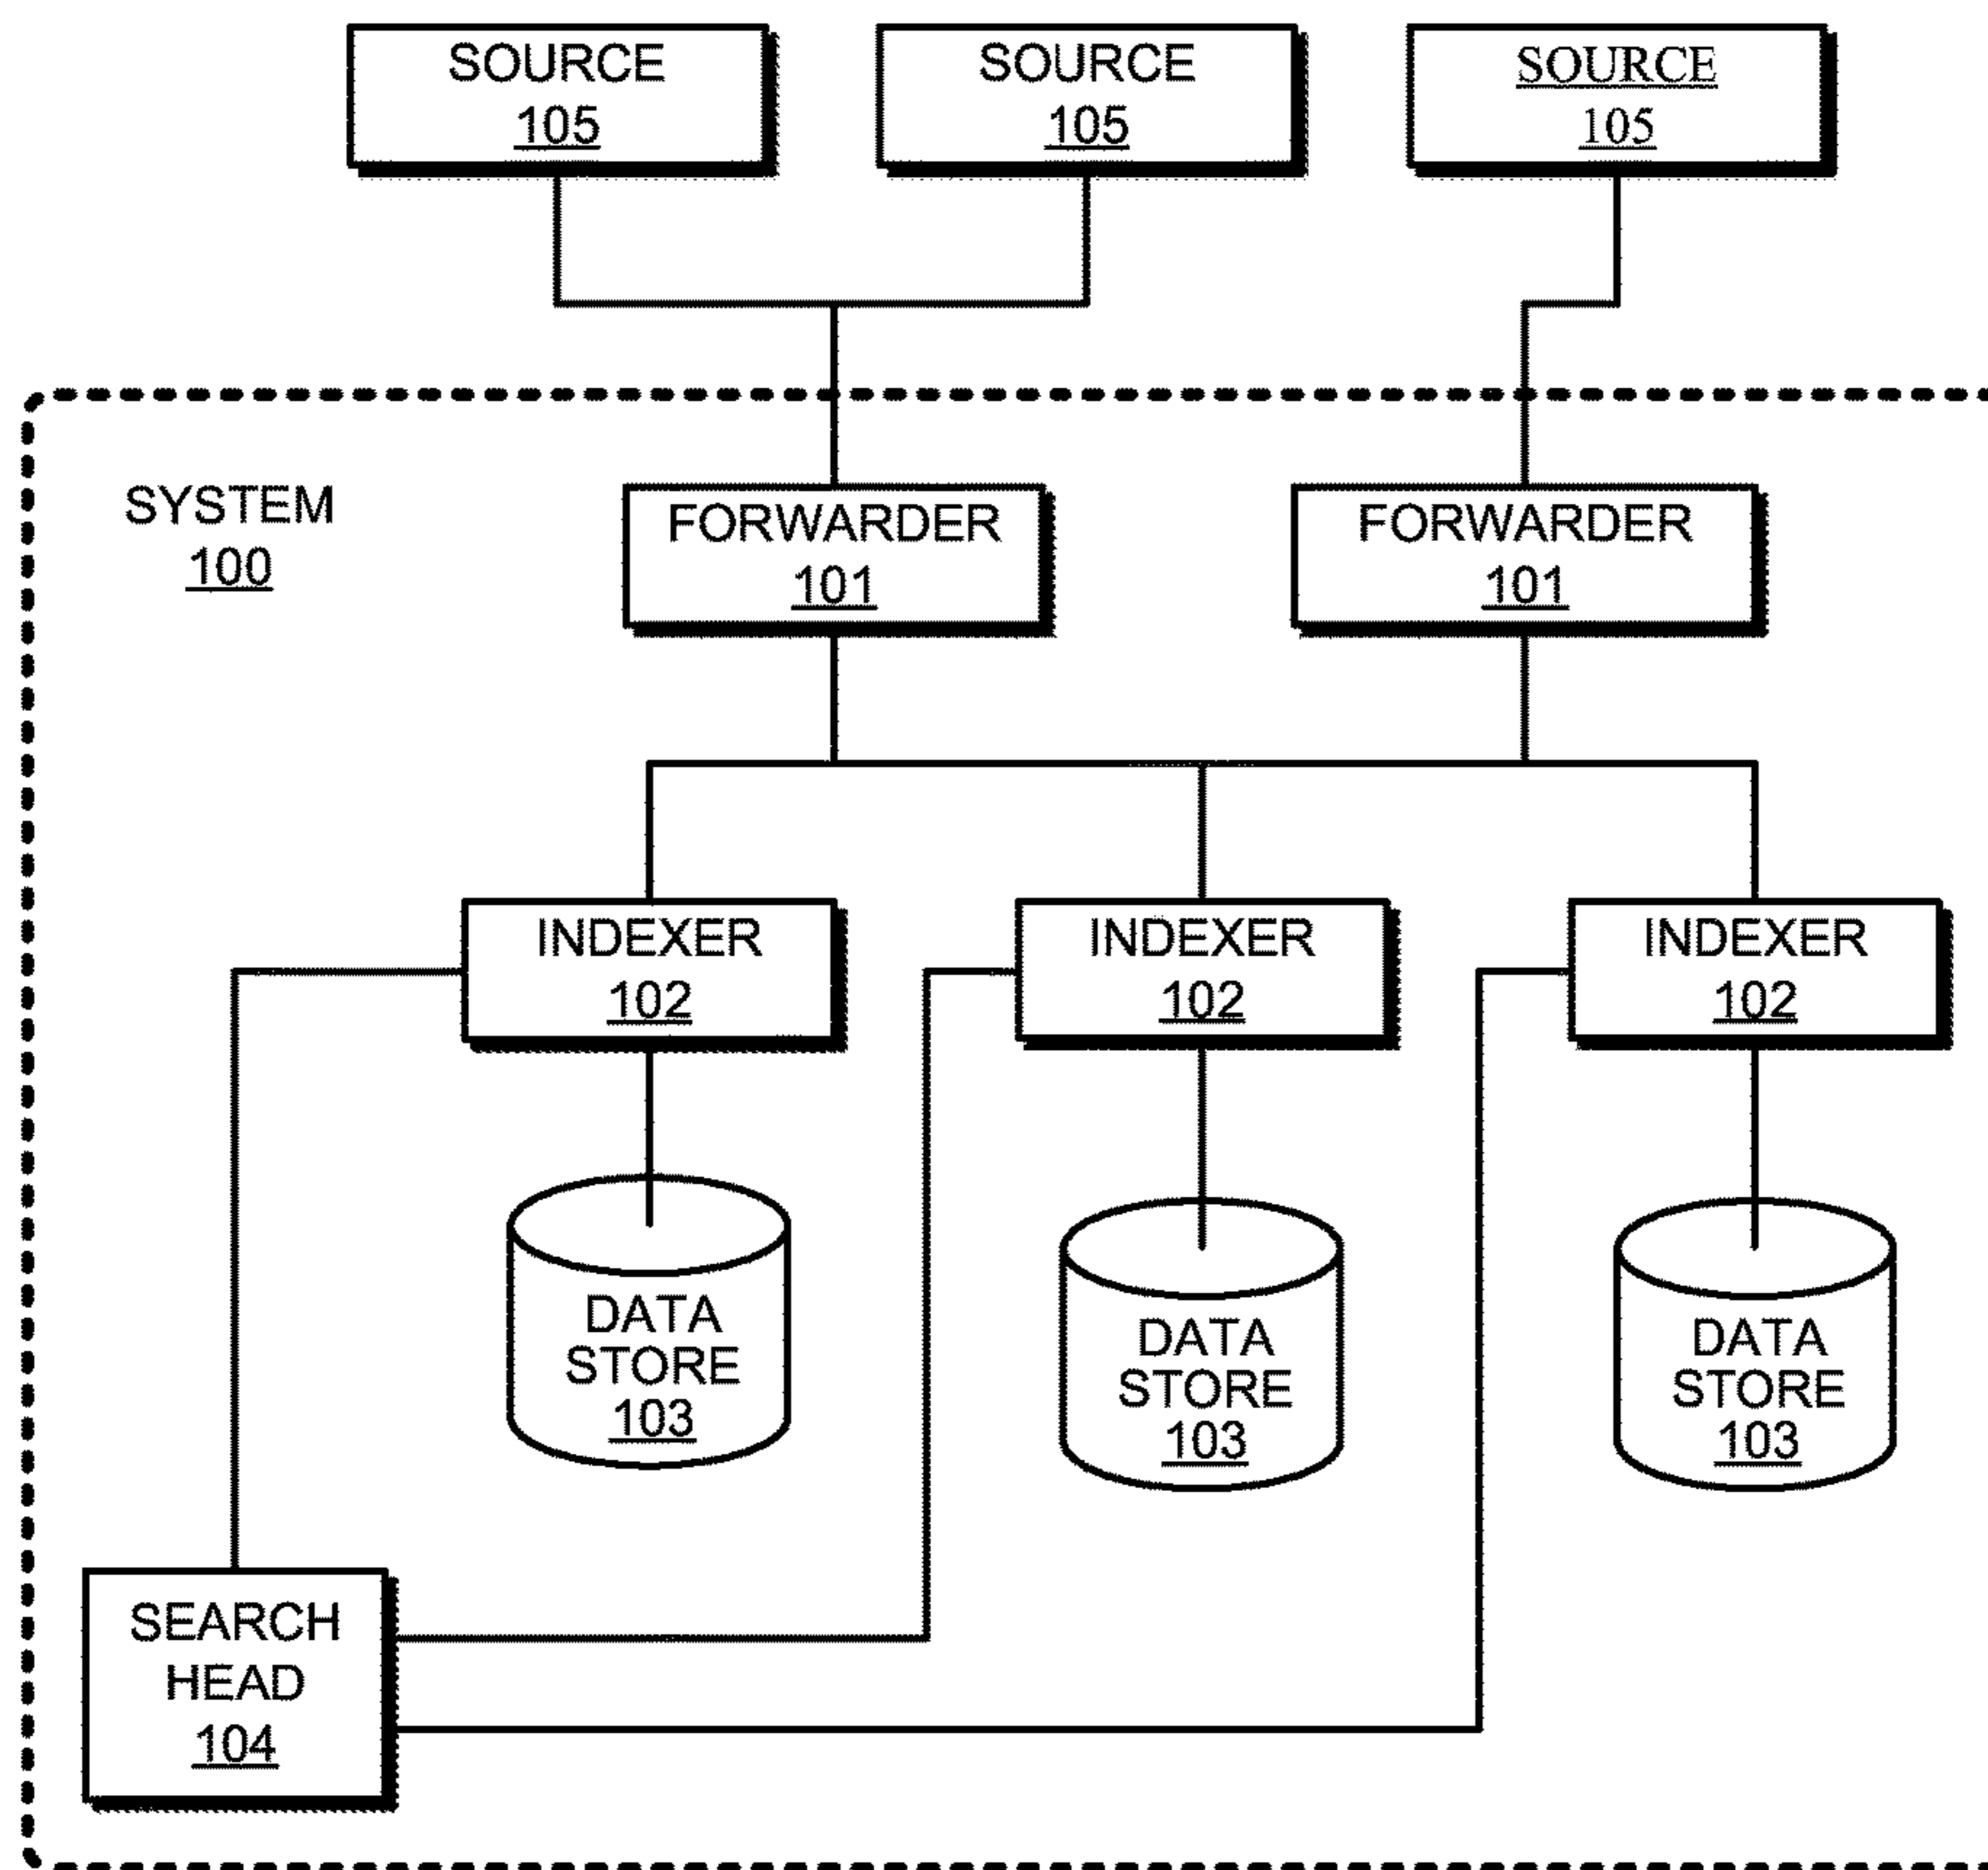 SOURCE
105
SOURCE
105
SOURCE
105
SYSTEM
100
FORWARDER
101
FORWARDER
101
INDEXER
102
INDEXER
102
INDEXER
102
DATA
STORE
103
DATA
STORE
103
DATA
STORE
103
SEARCH
HEAD
104